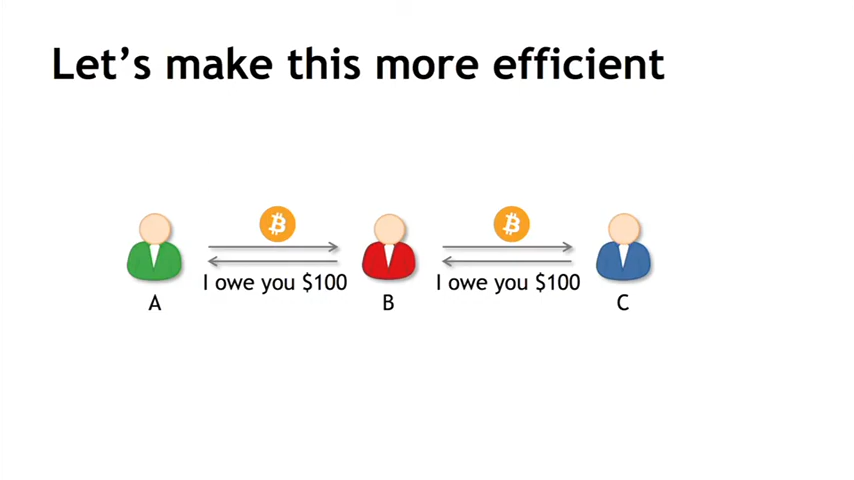 Let's make this more efficient
I owe you $100
I owe you $100
A
B
C